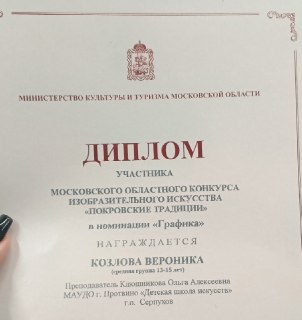 МИНИСТЕРСТВО КУЛЬТУРЫ И ТУРИЗМА МОСКОВСКОЙ ОБЛАСТИ
ДИПЛОМ
УЧАСТНИКА
МОСКОВСКОГО ОБЛАСТНОГО КОНКУРСА
ИЗОБРАЗИТЕЛЬНОГО ИСКУССТВА
«ПОКРОВСКИЕ ТРАДИЦИИ»
в номинации «Графика»
НАГРАЖДАЕТСЯ
КОЗЛОВА ВЕРОНИКА
(средняя группа 13-15 лет)
Преподаватель Клюшникова Ольга Алексеевна
МАУДО г. Протвино «Детская школа искусств»
г.о. Серпухов